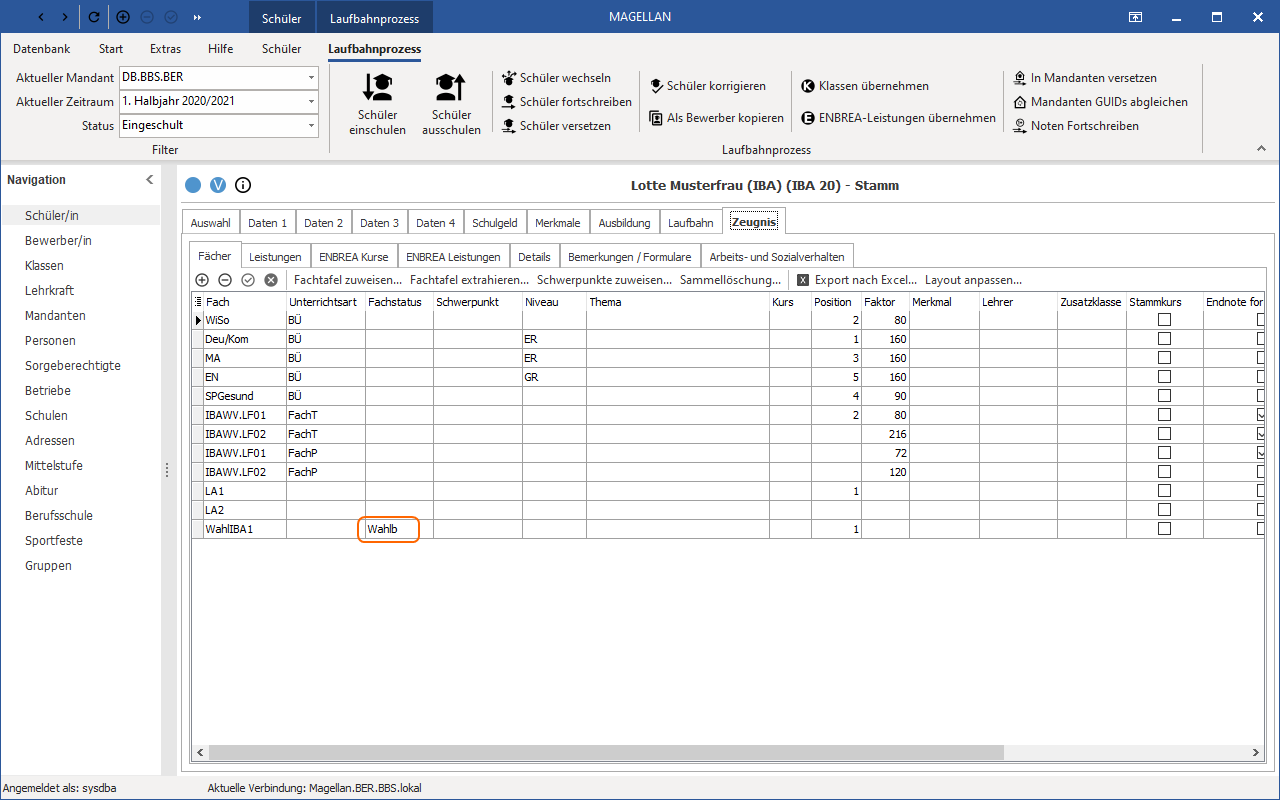 Schüler Laufbahnprozess MAGELLAN
Datenbank Start Extras Hilfe Schüler Laufbahnprozess
Aktueller Mandant DB.BBS.BER
Aktueller Zeitraum 1. Halbjahr 2020/2021
Status Eingeschult
Filter
Schüler einschulen
Schüler ausschulen
Schüler wechseln
Schüler fortschreiben
Schüler versetzen
Schüler korrigieren
Als Bewerber kopieren
Klassen übernehmen
ENBREA-Leistungen übernehmen
In Mandanten versetzen
Mandanten GUIDs abgleichen
Noten Fortschreiben
Laufbahnprozess
Navigation
Schüler/in
Bewerber/in
Klassen
Lehrkraft
Mandanten
Personen
Sorgeberechtigte
Betriebe
Schulen
Adressen
Mittelstufe
Abitur
Berufsschule
Sportfeste
Gruppen
Lotte Musterfrau (IBA) (IBA 20) - Stamm
Auswahl Daten 1 Daten 2 Daten 3 Daten 4 Schulgeld Merkmale Ausbildung Laufbahn Zeugnis
Fächer Leistungen ENBREA Kurse ENBREA Leistungen Details Bemerkungen / Formulare Arbeits- und Sozialverhalten
Fachtafel zuweisen... Fachtafel extrahieren... Schwerpunkte zuweisen... Sammellöschung... Export nach Excel... Layout anpassen...
Fach Unterrichtsart Fachstatus Schwerpunkt Niveau Thema Kurs Position Faktor Merkmal Lehrer Zusatzklasse Stammkurs Endnote for
WiSo BÜ 2 80
Deu/Kom BÜ ER 1 160
MA BÜ ER 3 160
EN BÜ GR 5 160
SPGesund BÜ 4 90
IBAWV.LF01 FachT 2 80
IBAWV.LF02 FachT 216
IBAWV.LF01 FachP 72
IBAWV.LF02 FachP 120
LA1 1
LA2
WahlIBA1 Wahlb 1
Angemeldet als: sysdba Aktuelle Verbindung: Magellan.BER.BBS.lokal